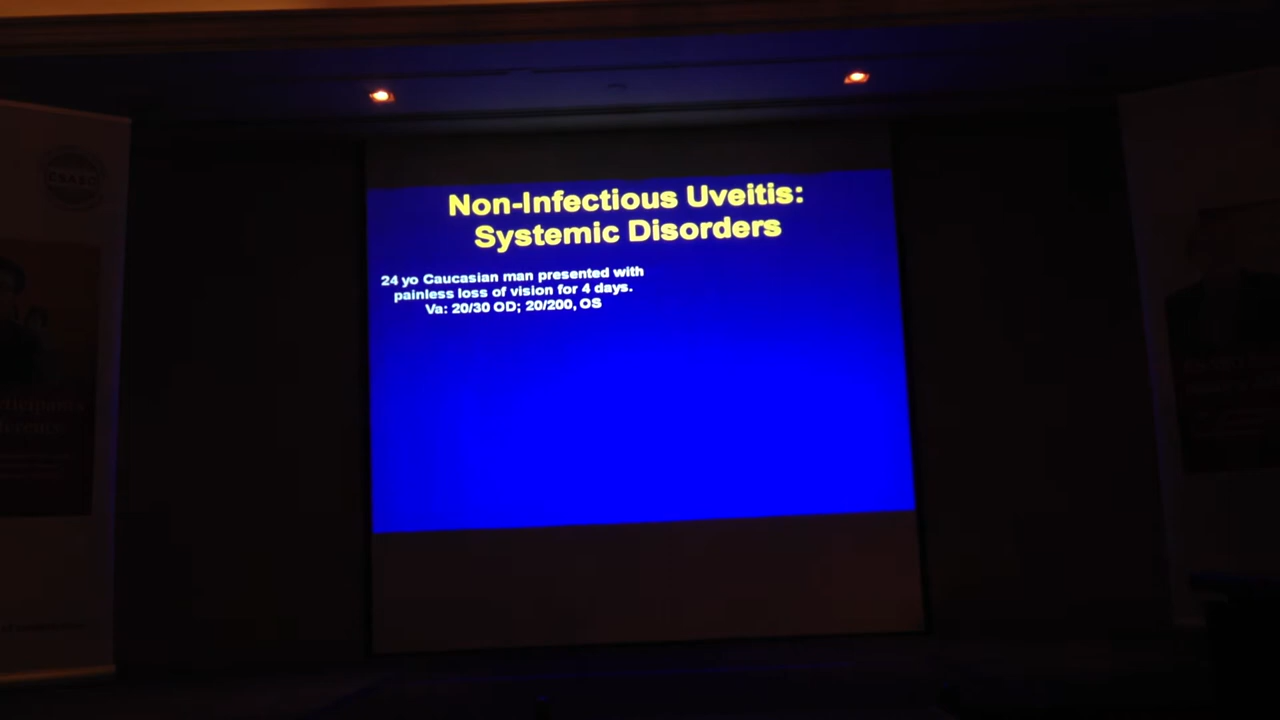 Non-Infectious Uveitis:
Systemic Disorders
24 yo Caucasian man presented with
painless loss of vision for 4 days.
Va: 20/30 OD; 20/200, OS